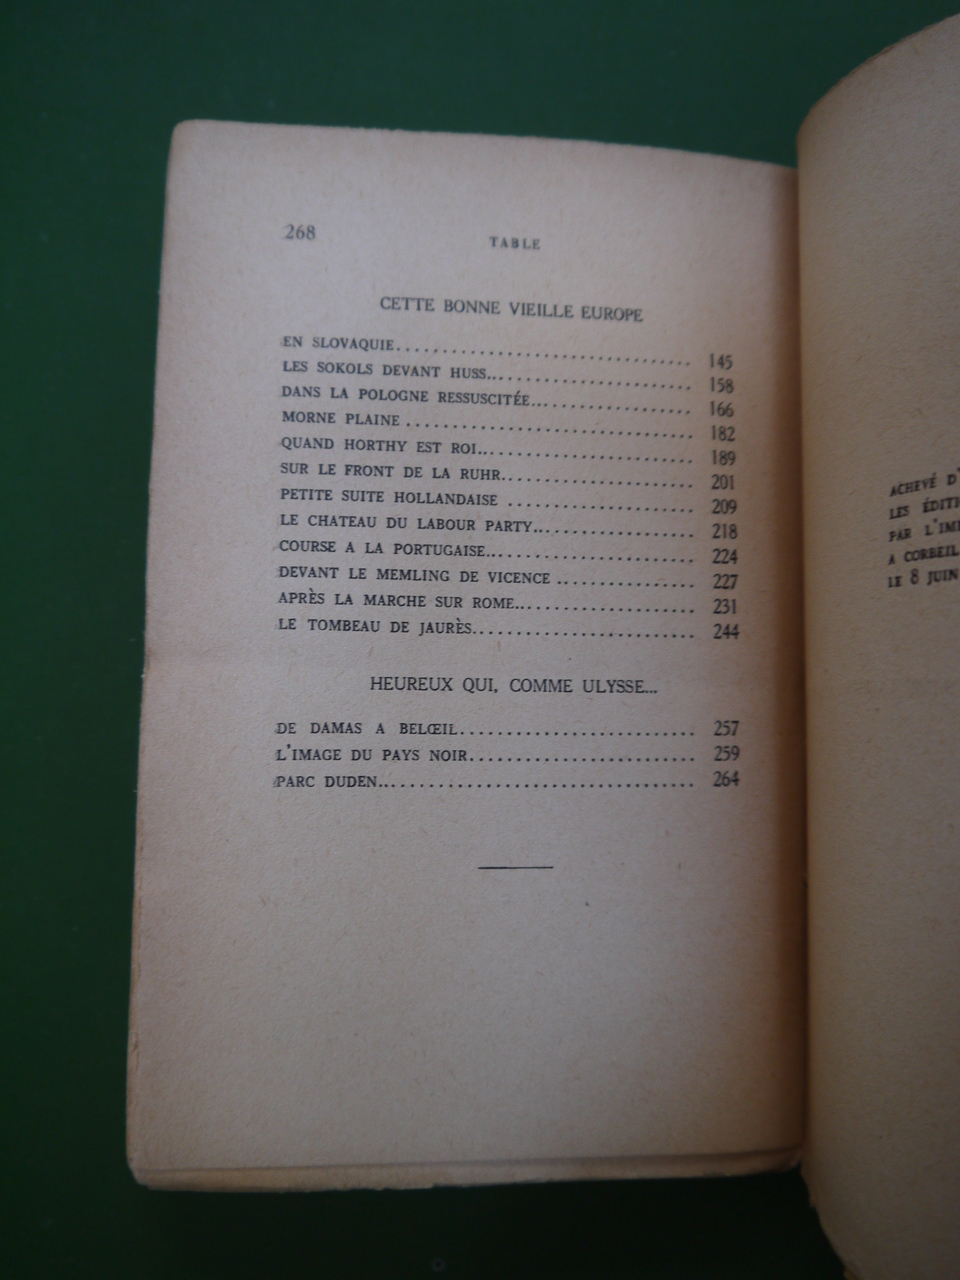 268
TABLE
CETTE BONNE VIEILLE EUROPE
EN SLOVAQUIE................................ 145
LES SOKOLS DEVANT HUSS...................... 158
DANS LA POLOGNE RESSUSCITÉE................. 166
MORNE PLAINE ............................... 182
QUAND HORTHY EST ROI........................ 189
SUR LE FRONT DE LA RUHR..................... 201
PETITE SUITE HOLLANDAISE ................... 209
LE CHATEAU DU LABOUR PARTY.................. 218
COURSE A LA PORTUGAISE...................... 224
DEVANT LE MEMLING DE VICENCE ............... 227
APRÈS LA MARCHE SUR ROME.................... 231
LE TOMBEAU DE JAURÈS........................ 244
HEUREUX QUI, COMME ULYSSE...
DE DAMAS A BELŒIL.......................... 257
L'IMAGE DU PAYS NOIR........................ 259
PARC DUDEN.................................. 264
ACHEVÉ D'
LES ÉDITI
PAR L'IM
A CORBEIL
LE 8 JUIN